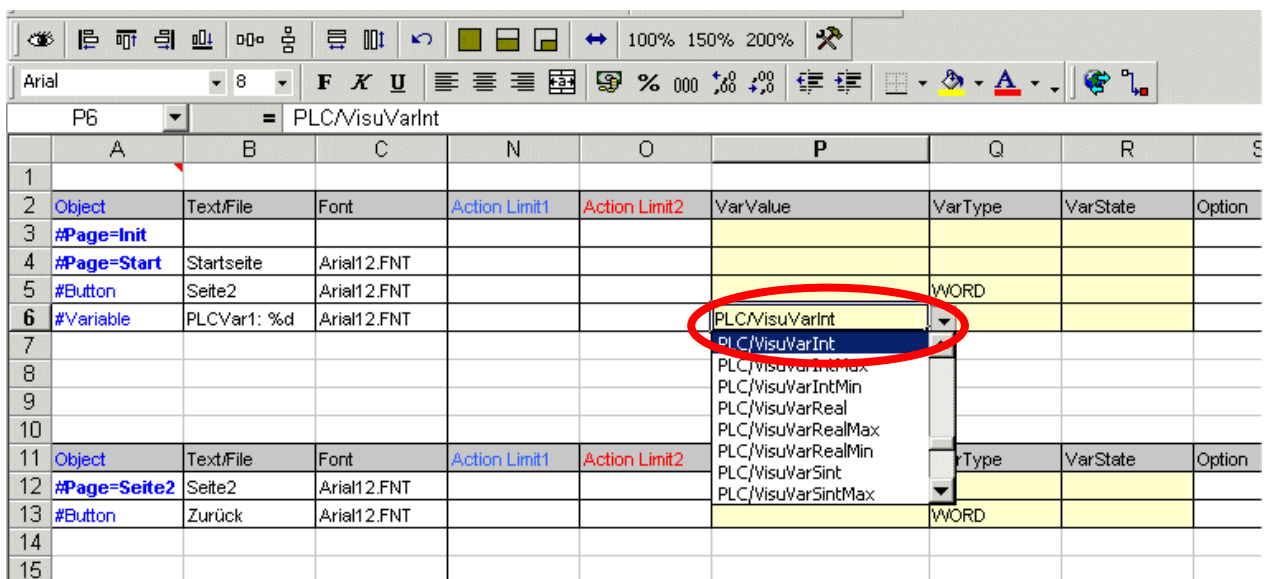 100% 150% 200%
Arial 8 F K U % 000
P6 = PLC/VisuVarInt
A B C N O P Q R S
1
2 Object Text/File Font Action Limit1 Action Limit2 VarValue VarType VarState Option
3 #Page=Init
4 #Page=Start Startseite Arial12.FNT
5 #Button Seite2 Arial12.FNT WORD
6 #Variable PLCVar1: %d Arial12.FNT PLC/VisuVarInt
7 PLC/VisuVarInt
8 PLC/VisuVarIntMax
9 PLC/VisuVarIntMin
PLC/VisuVarReal
10 PLC/VisuVarRealMax
11 Object Text/File Font Action Limit1 Action Limit2 PLC/VisuVarRealMin rType VarState Option
12 #Page=Seite2 Seite2 Arial12.FNT PLC/VisuVarSint
PLC/VisuVarSintMax
13 #Button Zurück Arial12.FNT WORD
14
15